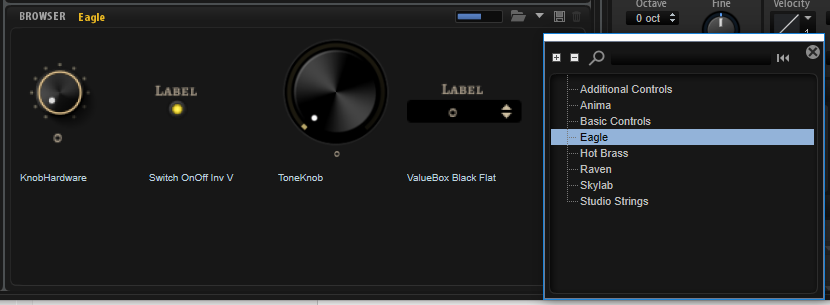 BROWSER Eagle
Octave Fine Velocity
0 oct
LABEL
LABEL
KnobHardware Switch OnOff Inv V ToneKnob ValueBox Black Flat
Additional Controls
Anima
Basic Controls
Eagle
Hot Brass
Raven
Skylab
Studio Strings